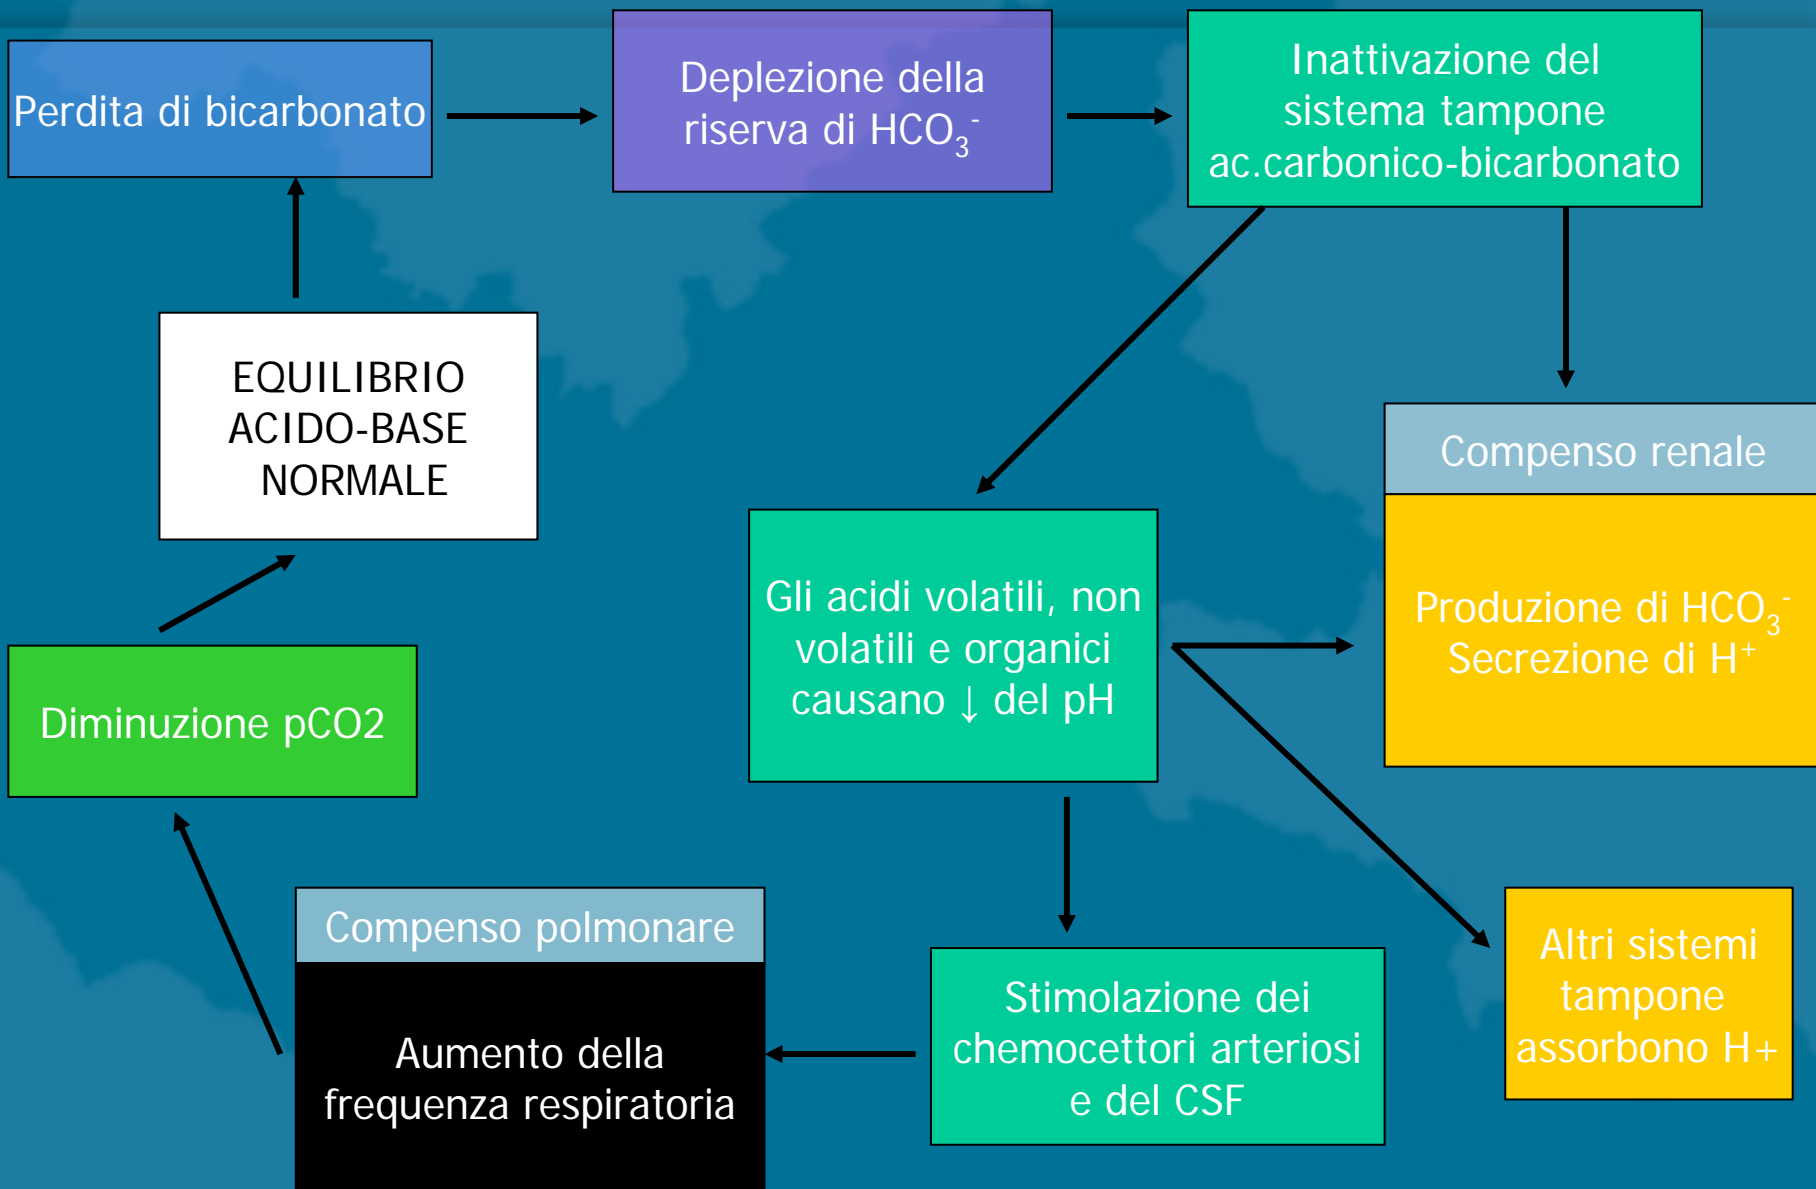 Perdita di bicarbonato
Deplezione della
riserva di HCO₃⁻
Inattivazione del
sistema tampone
ac.carbonico-bicarbonato
EQUILIBRIO
ACIDO-BASE
NORMALE
Compenso renale
Produzione di HCO₃⁻
Secrezione di H⁺
Gli acidi volatili, non
volatili e organici
causano ↓ del pH
Diminuzione pCO2
Compenso polmonare
Aumento della
frequenza respiratoria
Stimolazione dei
chemocettori arteriosi
e del CSF
Altri sistemi
tampone
assorbono H+